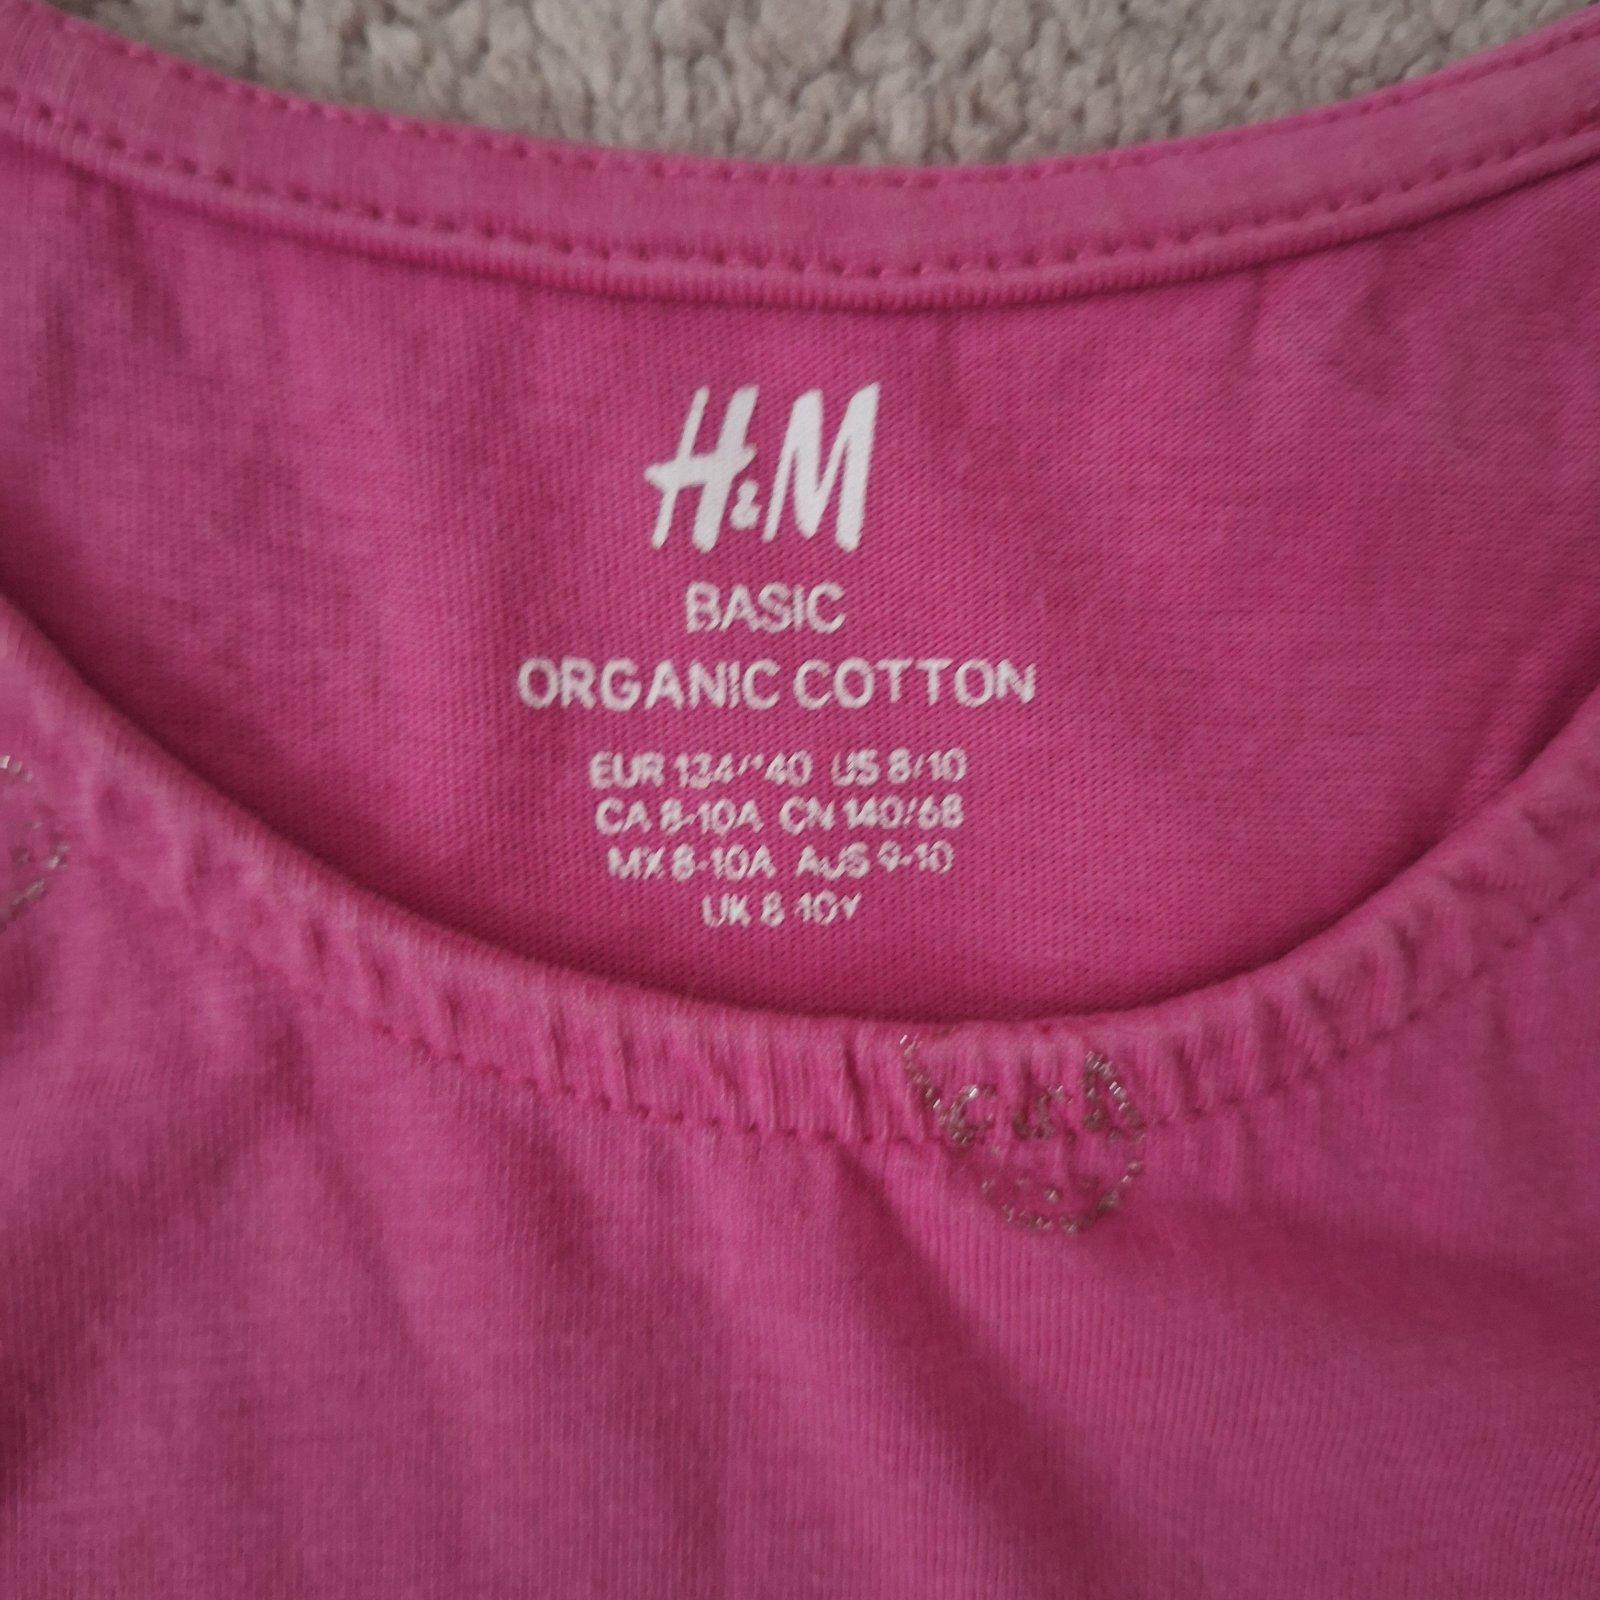 H&M
BASIC
ORGANIC COTTON
EUR 134/140 US 8/10
CA 8-10A CN 140/68
MX 8-10A AUS 9-10
UK 8-10Y